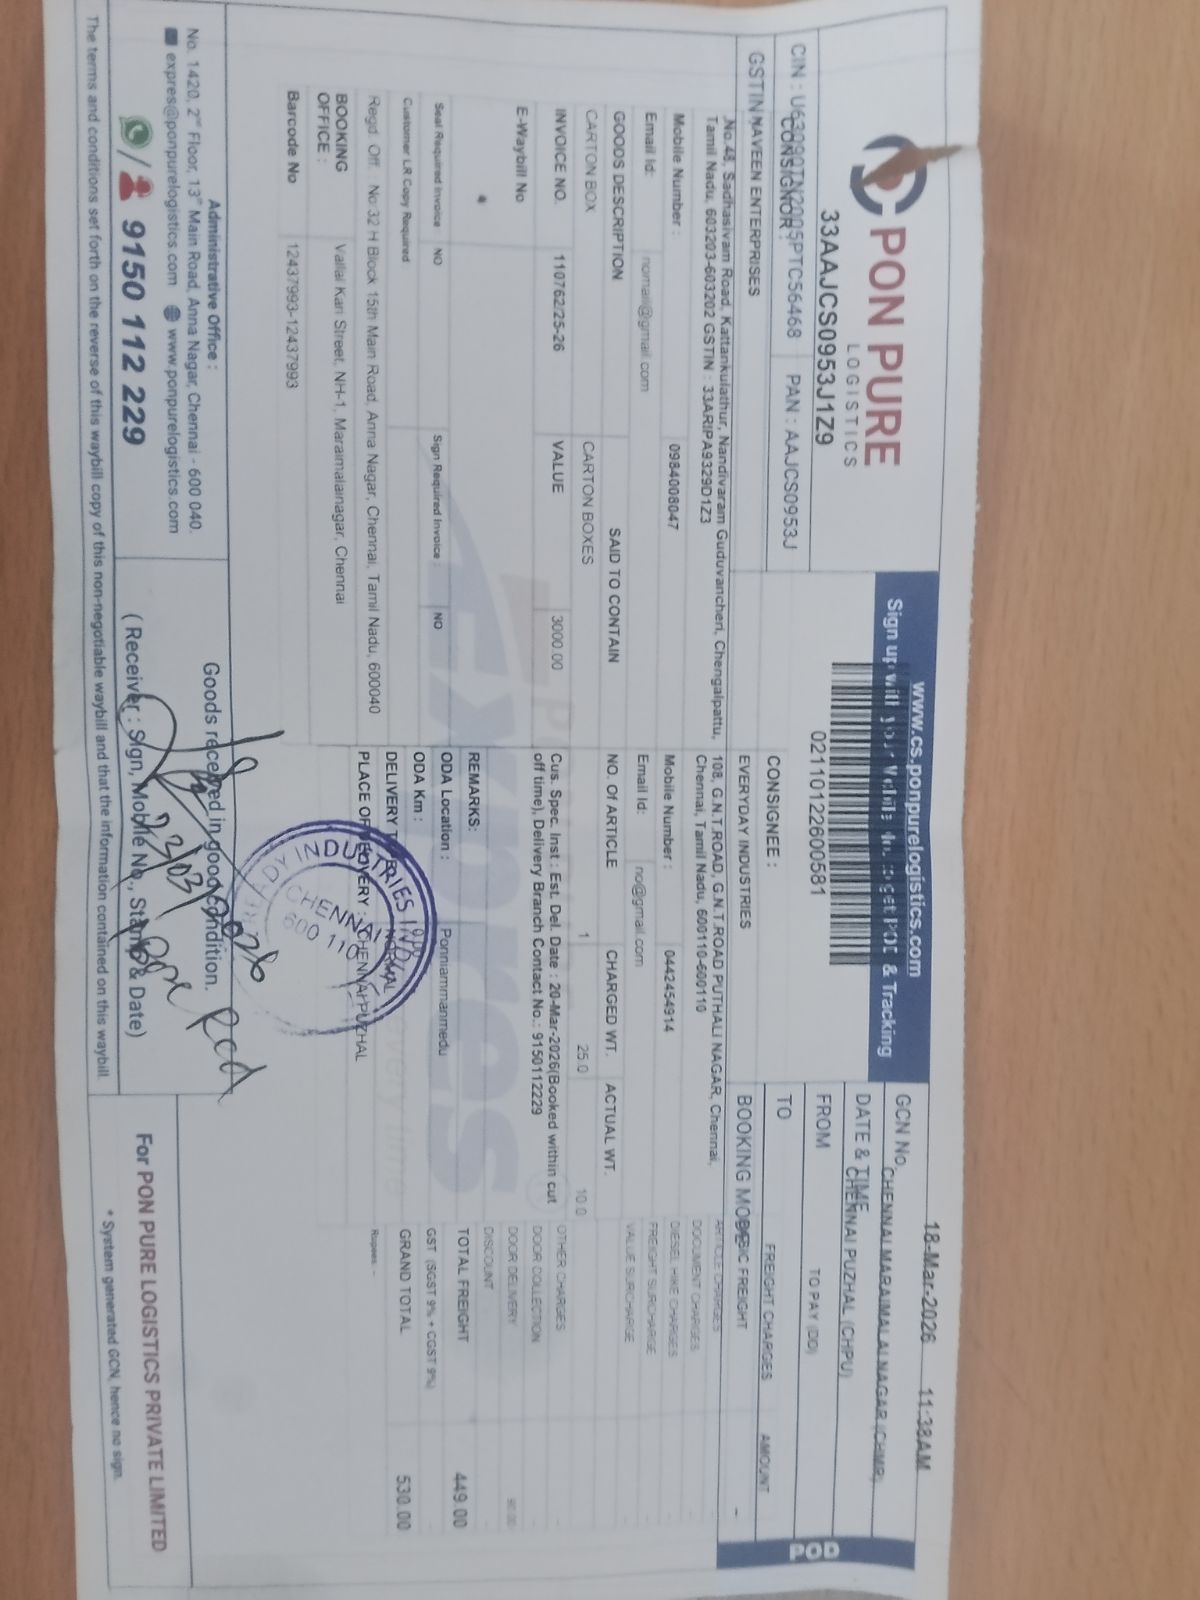 PON PURE
LOGISTICS
33AAJCS0953J1Z9
CIN : U63090TN2005PTC56468 PAN : AAJCS0953J
CONSIGNOR :
GSTIN
NAVEEN ENTERPRISES
No.48, Sadhasivam Road, Kattankulathur, Nandivaram Guduvancheri, Chengalpattu,
Tamil Nadu, 603203-603202 GSTIN : 33ARIPA9329D1Z3
Mobile Number : 0984008047
Email Id: nomail@gmail.com
www.cs.ponpurelogistics.com
Sign up with your Mobile No. to get POD & Tracking
02110122600581
CONSIGNEE :
EVERYDAY INDUSTRIES
108, G.N.T.ROAD, G.N.T.ROAD PUTHALI NAGAR, Chennai,
Chennai, Tamil Nadu, 600110-600110
Mobile Number : 0442454914
Email Id: no@gmail.com
18-Mar-2026 11:38AM
GCN No.
CHENNAI MARAIMALAI NAGAR (CHMR)
DATE & TIME
CHENNAI PUZHAL (CHPU)
FROM TO PAY (DD)
TO
FREIGHT CHARGES AMOUNT
BOOKING MODE
BASIC FREIGHT -
POD
GOODS DESCRIPTION SAID TO CONTAIN NO. Of ARTICLE CHARGED WT. ACTUAL WT.
CARTON BOX CARTON BOXES 1 25.0 10.0
INVOICE NO. 110762/25-26 VALUE 3000.00
Cus. Spec. Inst : Est. Del. Date : 20-Mar-2026(Booked within cut
off time), Delivery Branch Contact No.: 9150112229
E-Waybill No
ARTICLE CHARGES
DOCUMENT CHARGES
DIESEL HIKE CHARGES
FREIGHT SURCHARGE
VALUE SURCHARGE
OTHER CHARGES -
DOOR COLLECTION
DOOR DELIVERY 90.00
DISCOUNT
TOTAL FREIGHT 449.00
GST (SGST 9% + CGST 9%)
GRAND TOTAL 530.00
Rupees: -
REMARKS:
Seal Required Invoice NO Sign Required Invoice : NO
ODA Location : Ponniammanmedu
Customer LR Copy Required
ODA Km : 0.00
DELIVERY NORMAL
PLACE OF DELIVERY : CHENNAI PUZHAL
Regd. Off. No 32 H Block 15th Main Road, Anna Nagar, Chennai, Tamil Nadu, 600040
BOOKING
OFFICE :
Vallal Kari Street, NH-1, Maraimalainagar, Chennai
Barcode No 12437993-12437993
Express
INDUSTRIES
CHENNAI
600 110
Administrative Office :
No. 1420, 2nd Floor, 13th Main Road, Anna Nagar, Chennai - 600 040.
expres@ponpurelogistics.com www.ponpurelogistics.com
9150 112 229
Goods received in good condition.
( Receiver : Sign, Mobile No., Stamp & Date)
For PON PURE LOGISTICS PRIVATE LIMITED
* System generated GCN, hence no sign.
The terms and conditions set forth on the reverse of this waybill copy of this non-negotiable waybill and that the information contained on this waybill.